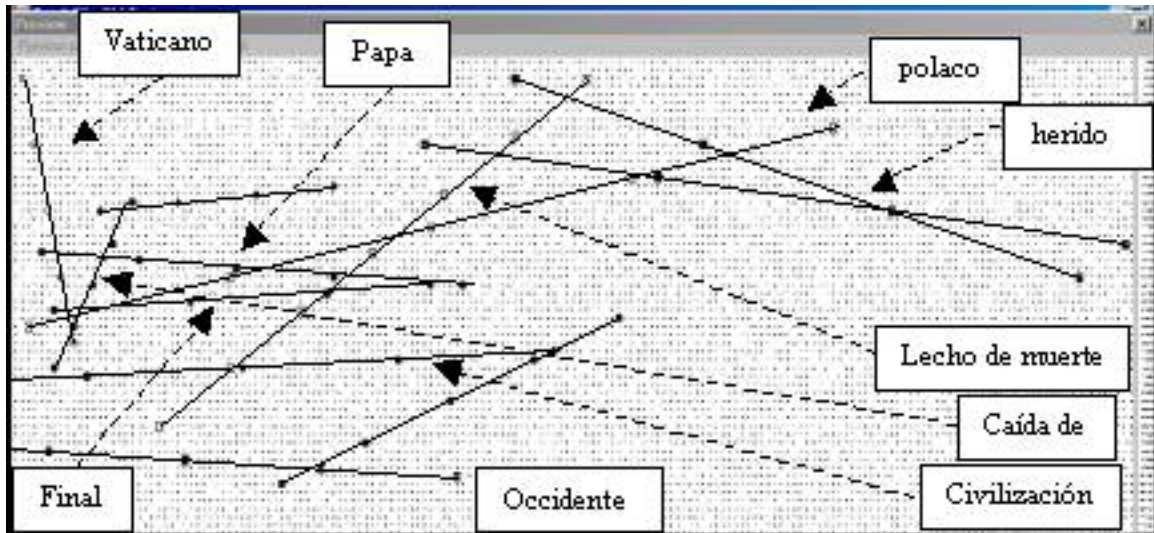 Vaticano
Papa
polaco
herido
Lecho de muerte
Caída de
Civilización
Occidente
Final